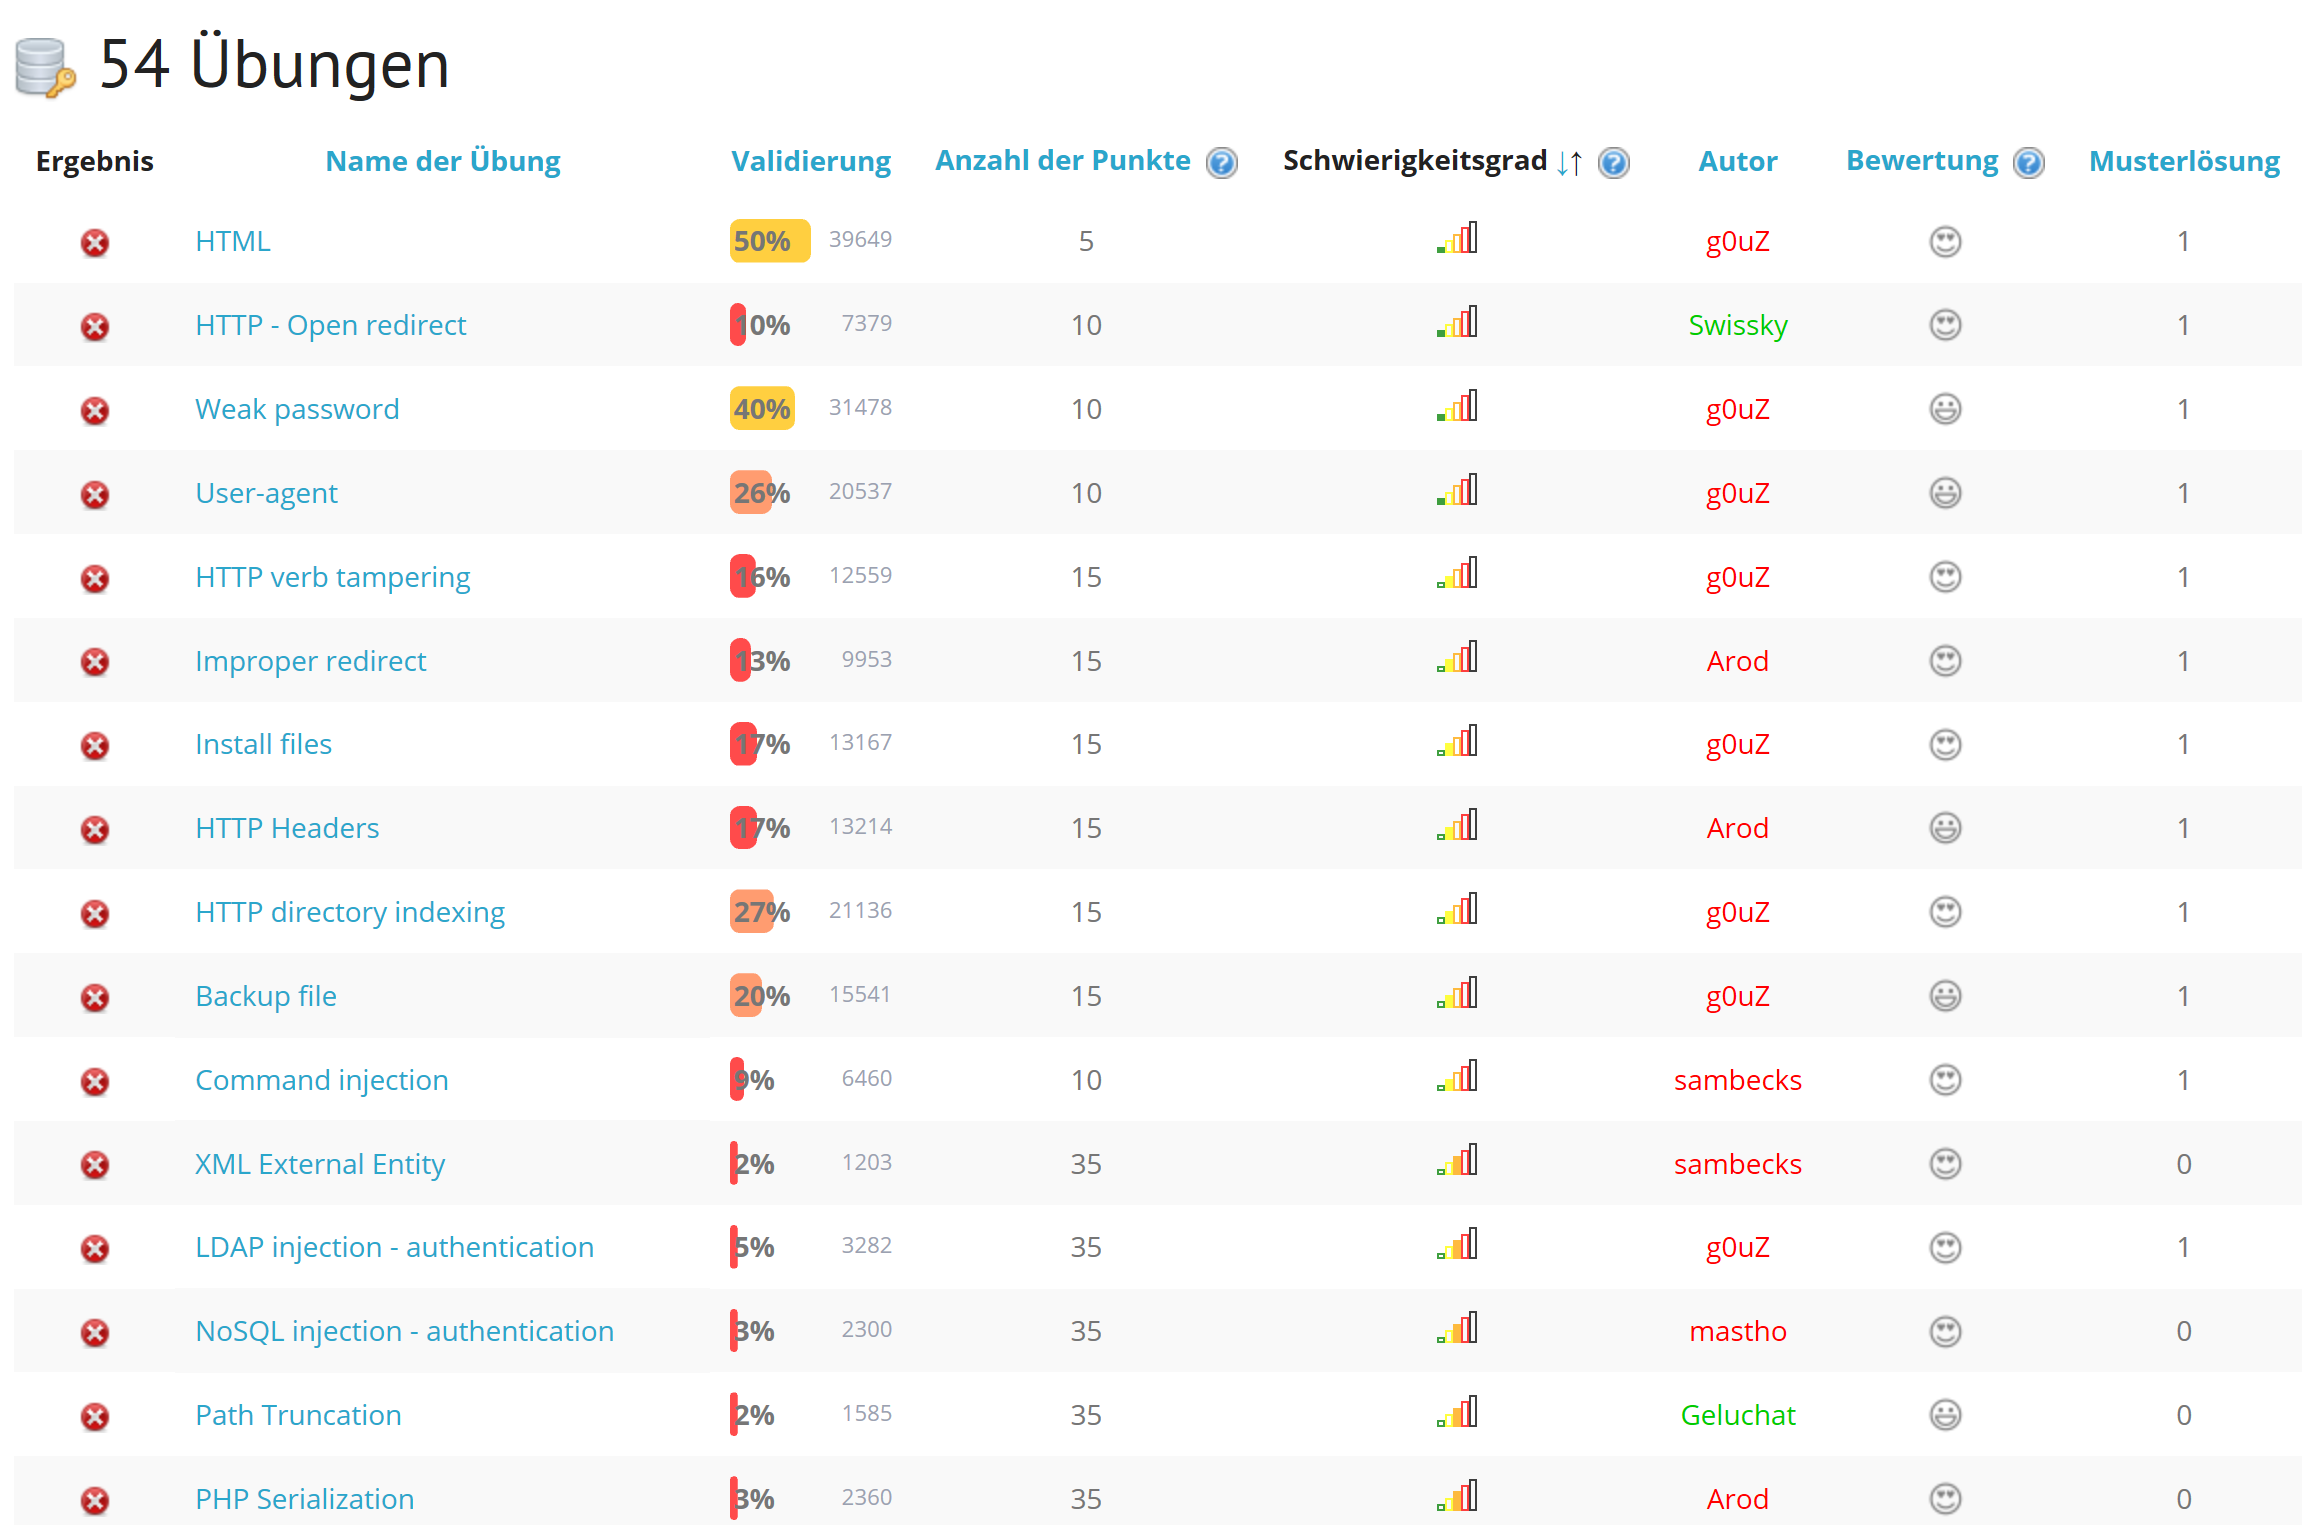 54 Übungen
Ergebnis Name der Übung Validierung Anzahl der Punkte ? Schwierigkeitsgrad ↓↑ ? Autor Bewertung ? Musterlösung
HTML 50% 39649 5 g0uZ 1
HTTP - Open redirect 10% 7379 10 Swissky 1
Weak password 40% 31478 10 g0uZ 1
User-agent 26% 20537 10 g0uZ 1
HTTP verb tampering 16% 12559 15 g0uZ 1
Improper redirect 13% 9953 15 Arod 1
Install files 17% 13167 15 g0uZ 1
HTTP Headers 17% 13214 15 Arod 1
HTTP directory indexing 27% 21136 15 g0uZ 1
Backup file 20% 15541 15 g0uZ 1
Command injection 9% 6460 10 sambecks 1
XML External Entity 2% 1203 35 sambecks 0
LDAP injection - authentication 5% 3282 35 g0uZ 1
NoSQL injection - authentication 3% 2300 35 mastho 0
Path Truncation 2% 1585 35 Geluchat 0
PHP Serialization 3% 2360 35 Arod 0